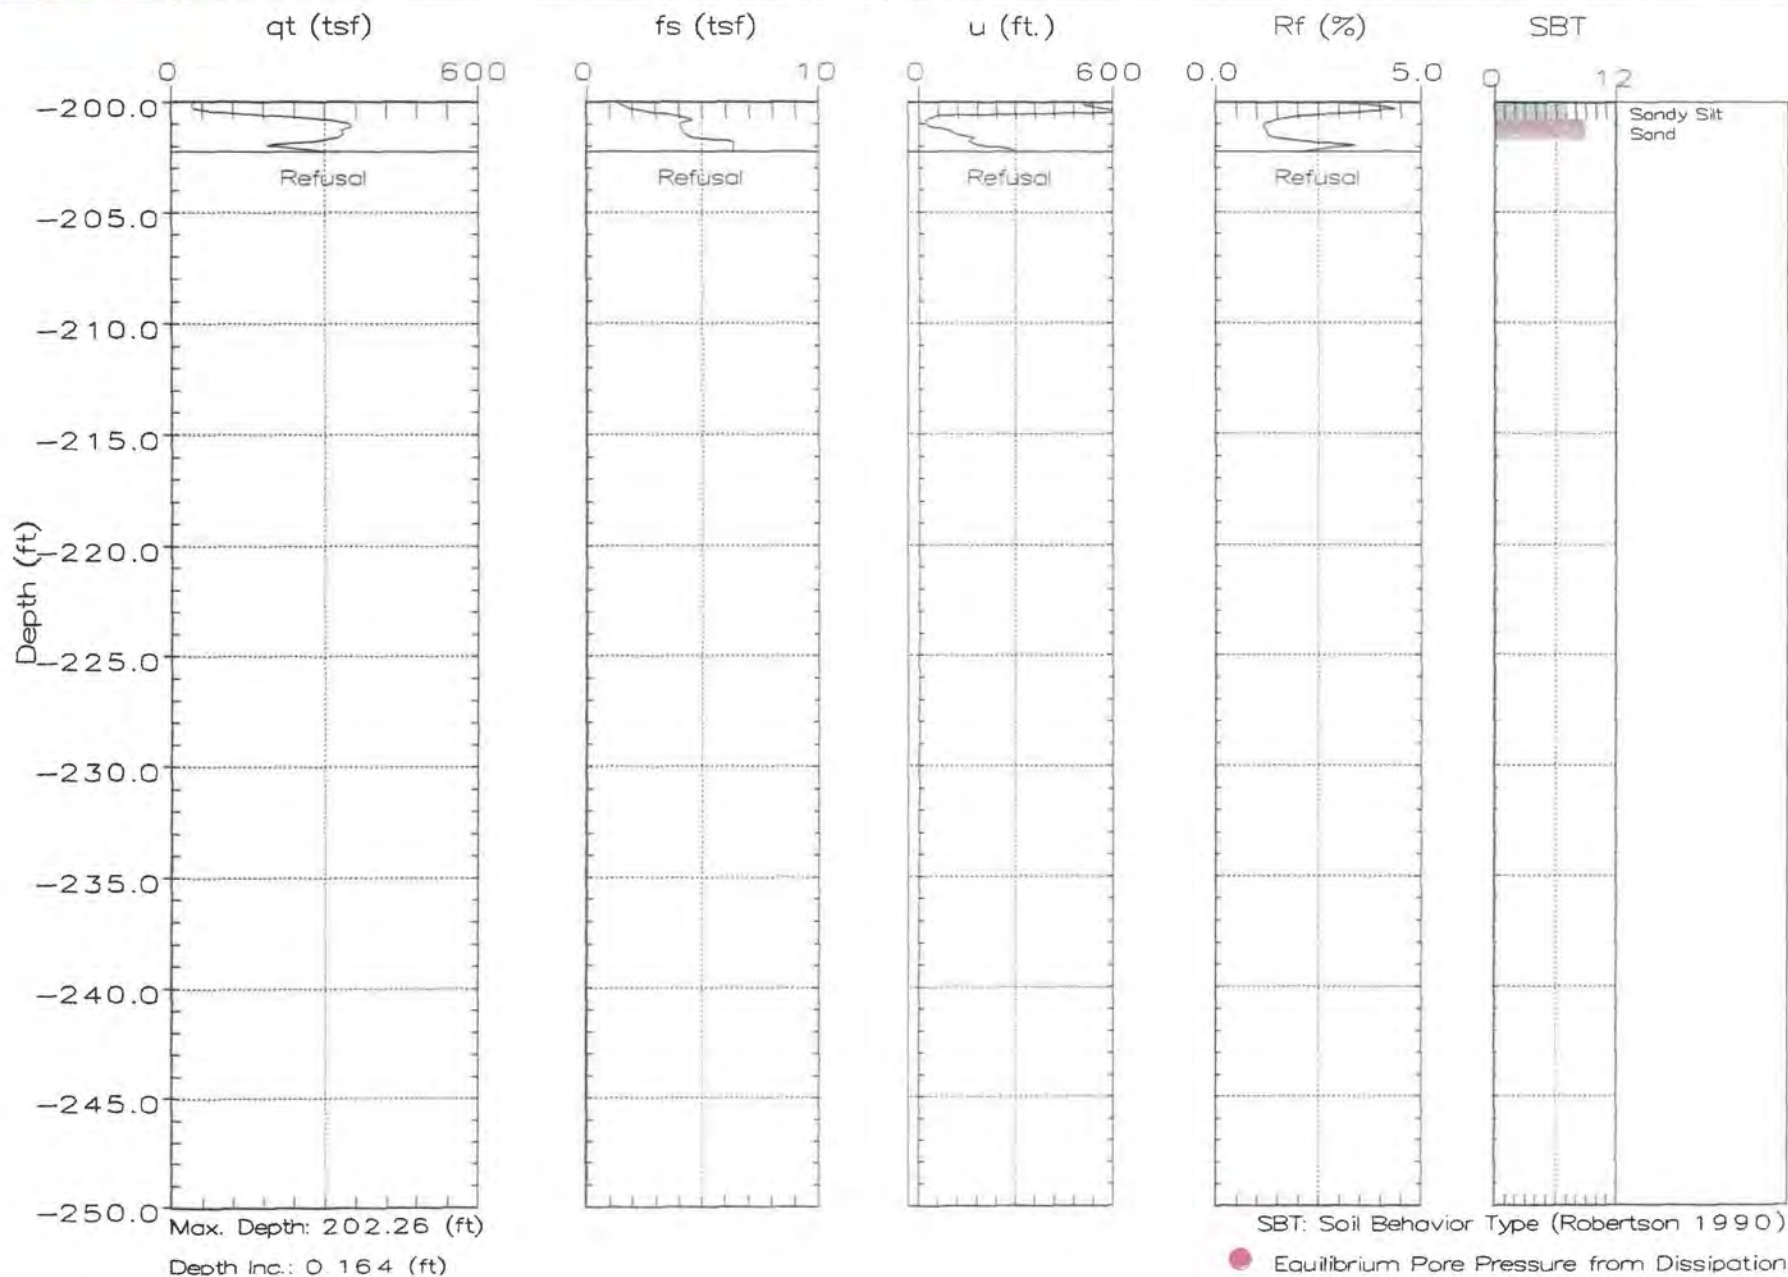 qt (tsf) fs (tsf) u (ft.) Rf (%) SBT
0 600 0 10 0 600 0.0 5.0 0 12
-200.0
Sandy Silt
Sand
Refusal Refusal Refusal Refusal
-205.0
-210.0
-215.0
Depth (ft)
-220.0
-225.0
-230.0
-235.0
-240.0
-245.0
-250.0
Max. Depth: 202.26 (ft)
SBT: Soil Behavior Type (Robertson 1990)
Depth Inc.: 0.164 (ft)
Equilibrium Pore Pressure from Dissipation